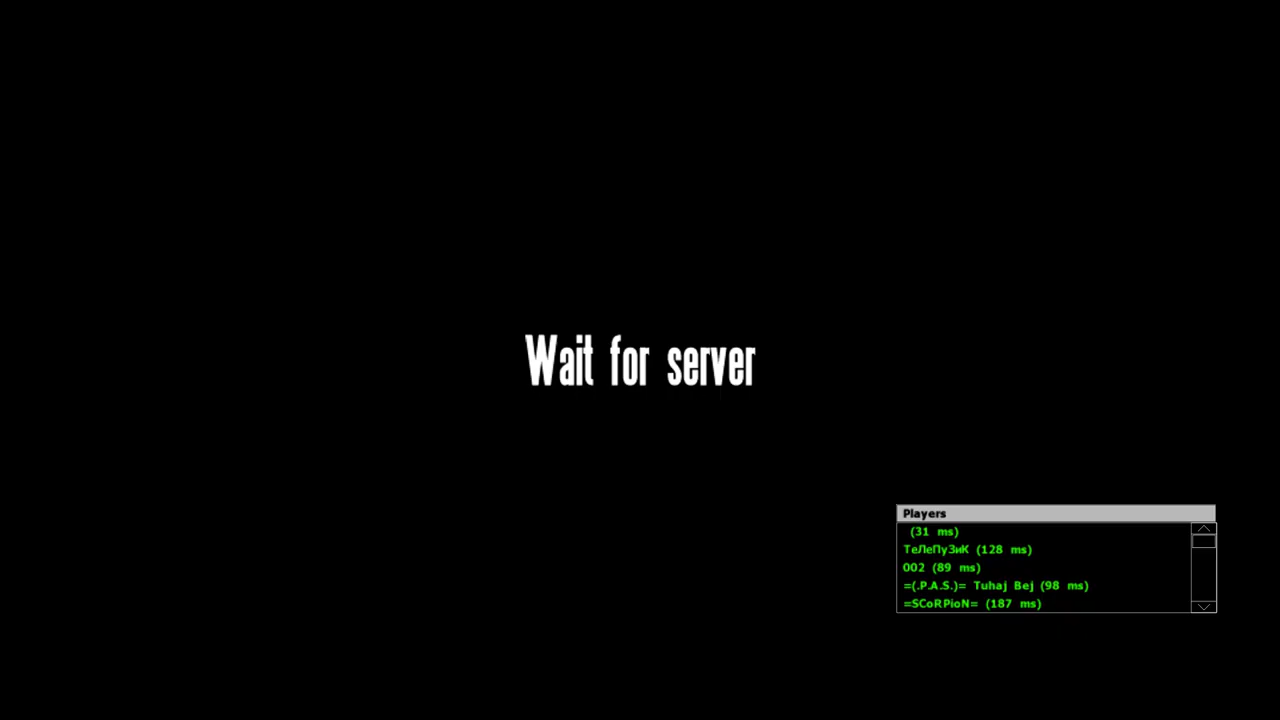 Wait for server
Players
(31 ms)
ТеЛеПуЗиК (128 ms)
002 (89 ms)
=(.P.A.S.)= Tuhaj Bej (98 ms)
=SCoRPioN= (187 ms)